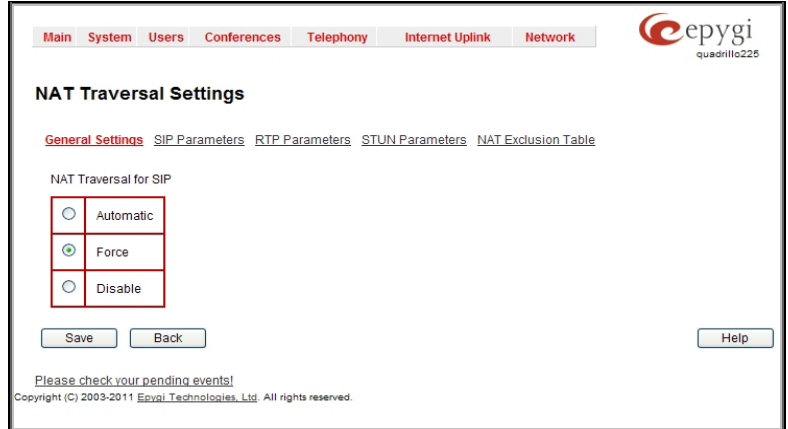 Main System Users Conferences Telephony Internet Uplink Network
epygi
quadrillo225
NAT Traversal Settings
General Settings SIP Parameters RTP Parameters STUN Parameters NAT Exclusion Table
NAT Traversal for SIP
Automatic
Force
Disable
Save Back Help
Please check your pending events!
Copyright (C) 2003-2011 Epygi Technologies, Ltd. All rights reserved.